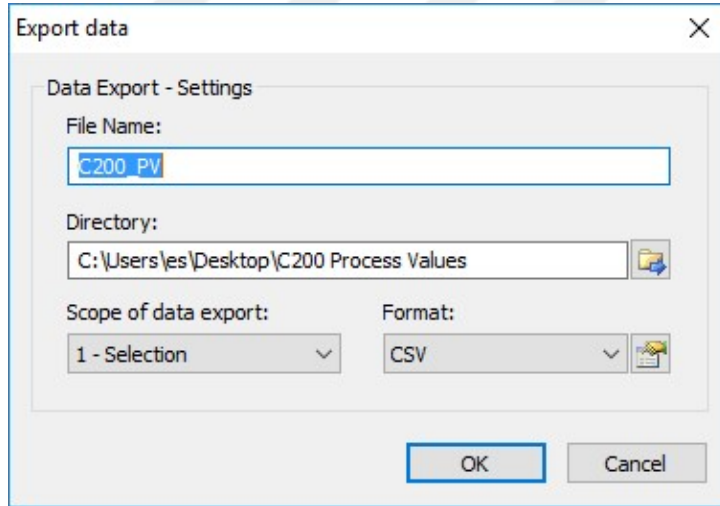 Export data
Data Export - Settings
File Name:
C200_PV
Directory:
C:\Users\es\Desktop\C200 Process Values
Scope of data export: Format:
1 - Selection CSV
OK Cancel